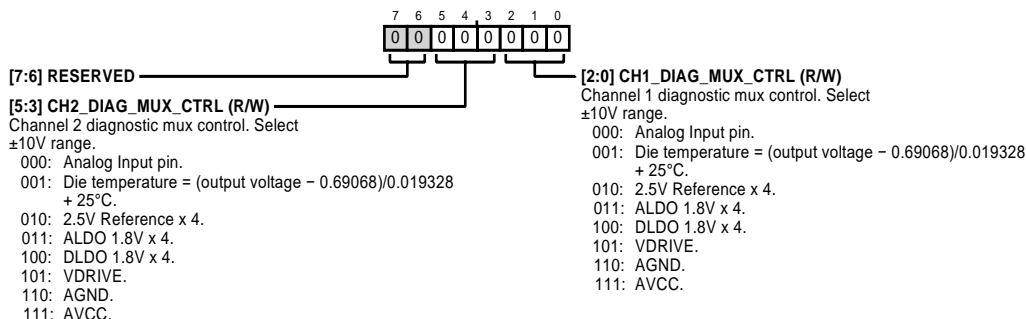 7 6 5 4 3 2 1 0
0 0 0 0 0 0 0 0
[7:6] RESERVED
[5:3] CH2_DIAG_MUX_CTRL (R/W)
Channel 2 diagnostic mux control. Select
±10V range.
000: Analog Input pin.
001: Die temperature = (output voltage − 0.69068)/0.019328
+ 25°C.
010: 2.5V Reference x 4.
011: ALDO 1.8V x 4.
100: DLDO 1.8V x 4.
101: VDRIVE.
110: AGND.
111: AVCC.
[2:0] CH1_DIAG_MUX_CTRL (R/W)
Channel 1 diagnostic mux control. Select
±10V range.
000: Analog Input pin.
001: Die temperature = (output voltage − 0.69068)/0.019328
+ 25°C.
010: 2.5V Reference x 4.
011: ALDO 1.8V x 4.
100: DLDO 1.8V x 4.
101: VDRIVE.
110: AGND.
111: AVCC.